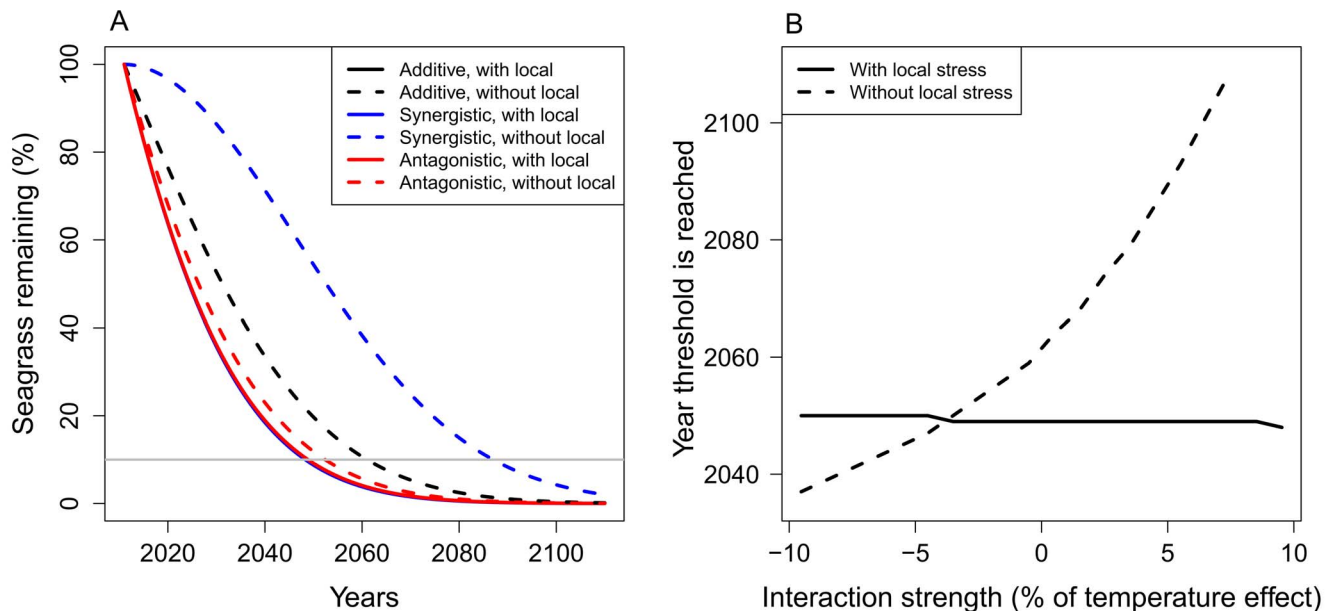 A
Seagrass remaining (%)
100
80
60
40
20
0
Additive, with local
Additive, without local
Synergistic, with local
Synergistic, without local
Antagonistic, with local
Antagonistic, without local
2020
2040
2060
2080
2100
Years
B
Year threshold is reached
2100
2080
2060
2040
With local stress
Without local stress
−10
−5
0
5
10
Interaction strength (% of temperature effect)